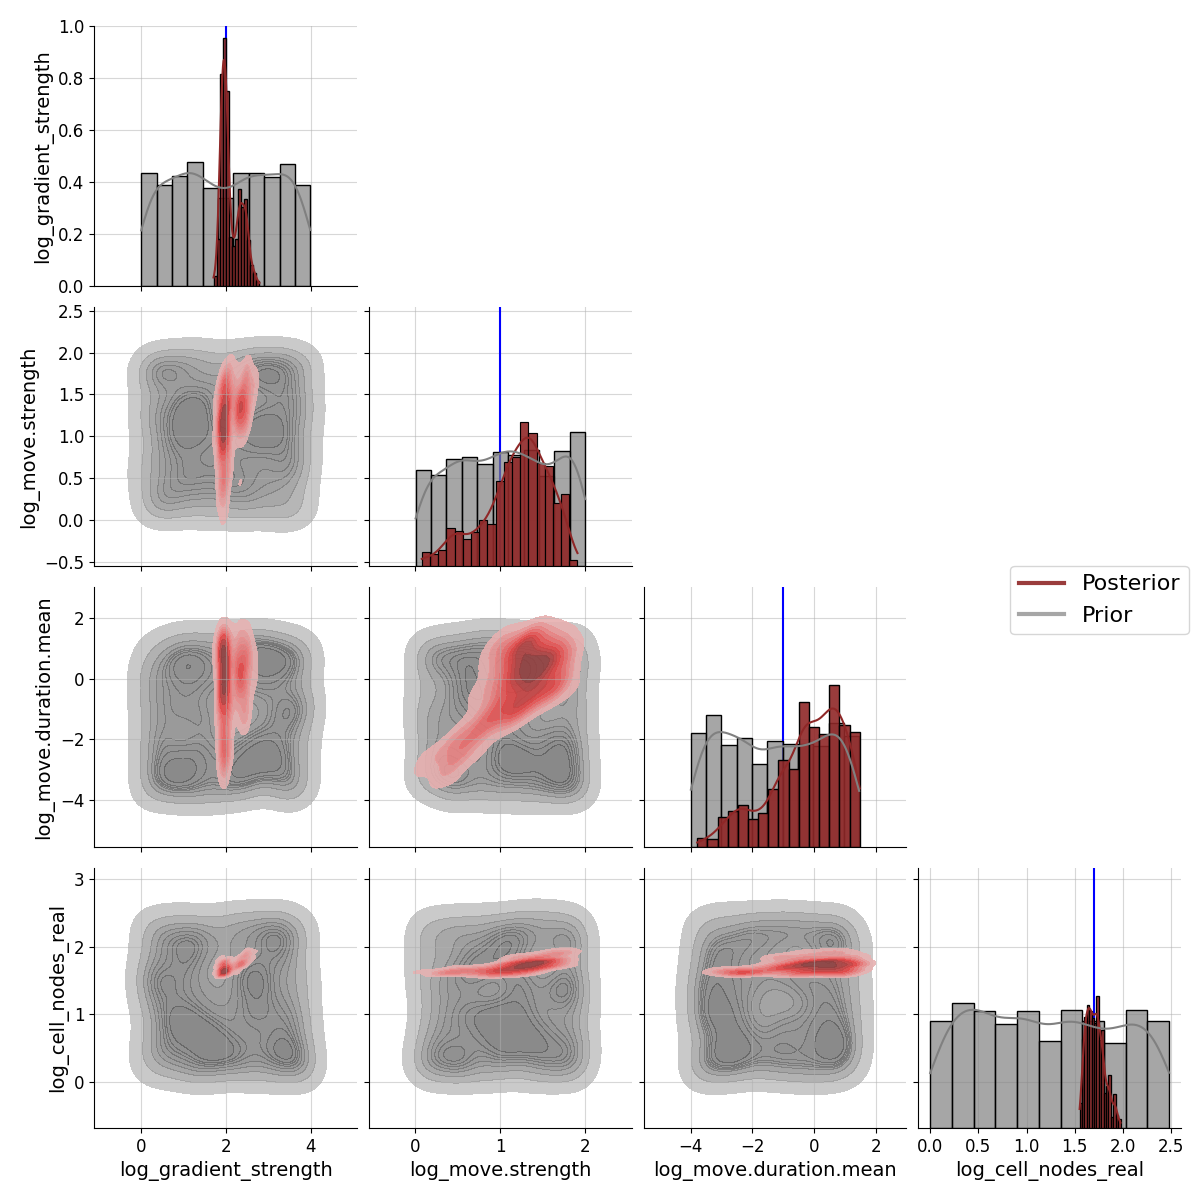 1.0
0.8
0.6
0.4
0.2
0.0
log_gradient_strength
2.5
2.0
1.5
1.0
0.5
0.0
−0.5
log_move.strength
2
0
−2
−4
log_move.duration.mean
Posterior
Prior
3
2
1
0
log_cell_nodes_real
0 2 4
0 1 2
−4 −2 0 2
0.0 0.5 1.0 1.5 2.0 2.5
log_gradient_strength
log_move.strength
log_move.duration.mean
log_cell_nodes_real